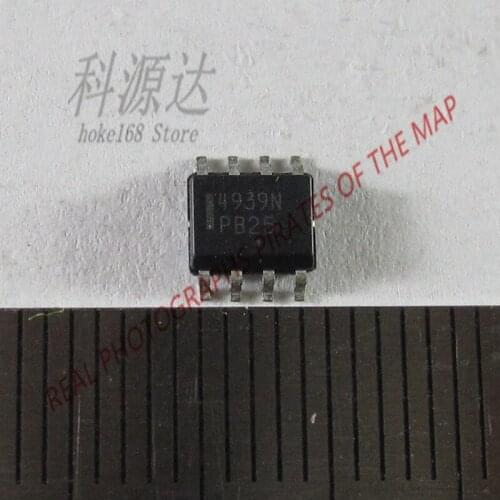 科源达
hoke168 Store
4939N
PB25
REAL PHOTOGRAPHS PIRATES OF THE MAP